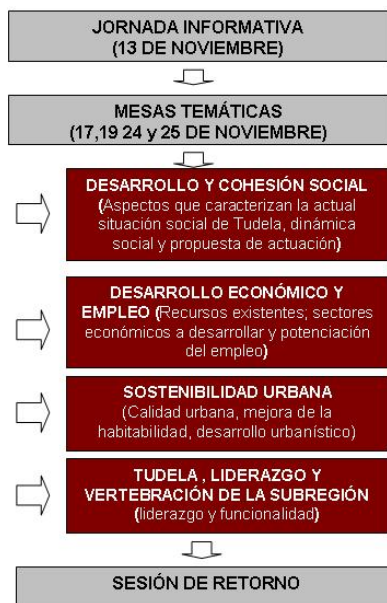 JORNADA INFORMATIVA
(13 DE NOVIEMBRE)
MESAS TEMÁTICAS
(17,19 24 y 25 DE NOVIEMBRE)
DESARROLLO Y COHESIÓN SOCIAL
(Aspectos que caracterizan la actual
situación social de Tudela, dinámica
social y propuesta de actuación)
DESARROLLO ECONÓMICO Y
EMPLEO (Recursos existentes; sectores
económicos a desarrollar y potenciación
del empleo)
SOSTENIBILIDAD URBANA
(Calidad urbana, mejora de la
habitabilidad, desarrollo urbanístico)
TUDELA , LIDERAZGO Y
VERTEBRACIÓN DE LA SUBREGIÓN
(liderazgo y funcionalidad)
SESIÓN DE RETORNO